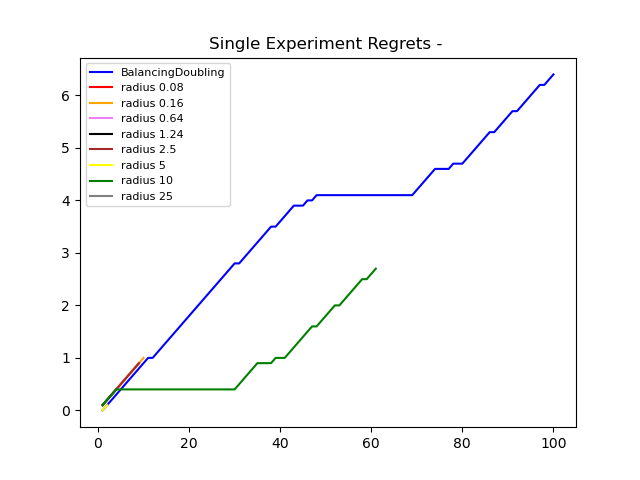 Single Experiment Regrets -
BalancingDoubling
radius 0.08
radius 0.16
radius 0.64
radius 1.24
radius 2.5
radius 5
radius 10
radius 25
6
5
4
3
2
1
0
0 20 40 60 80 100